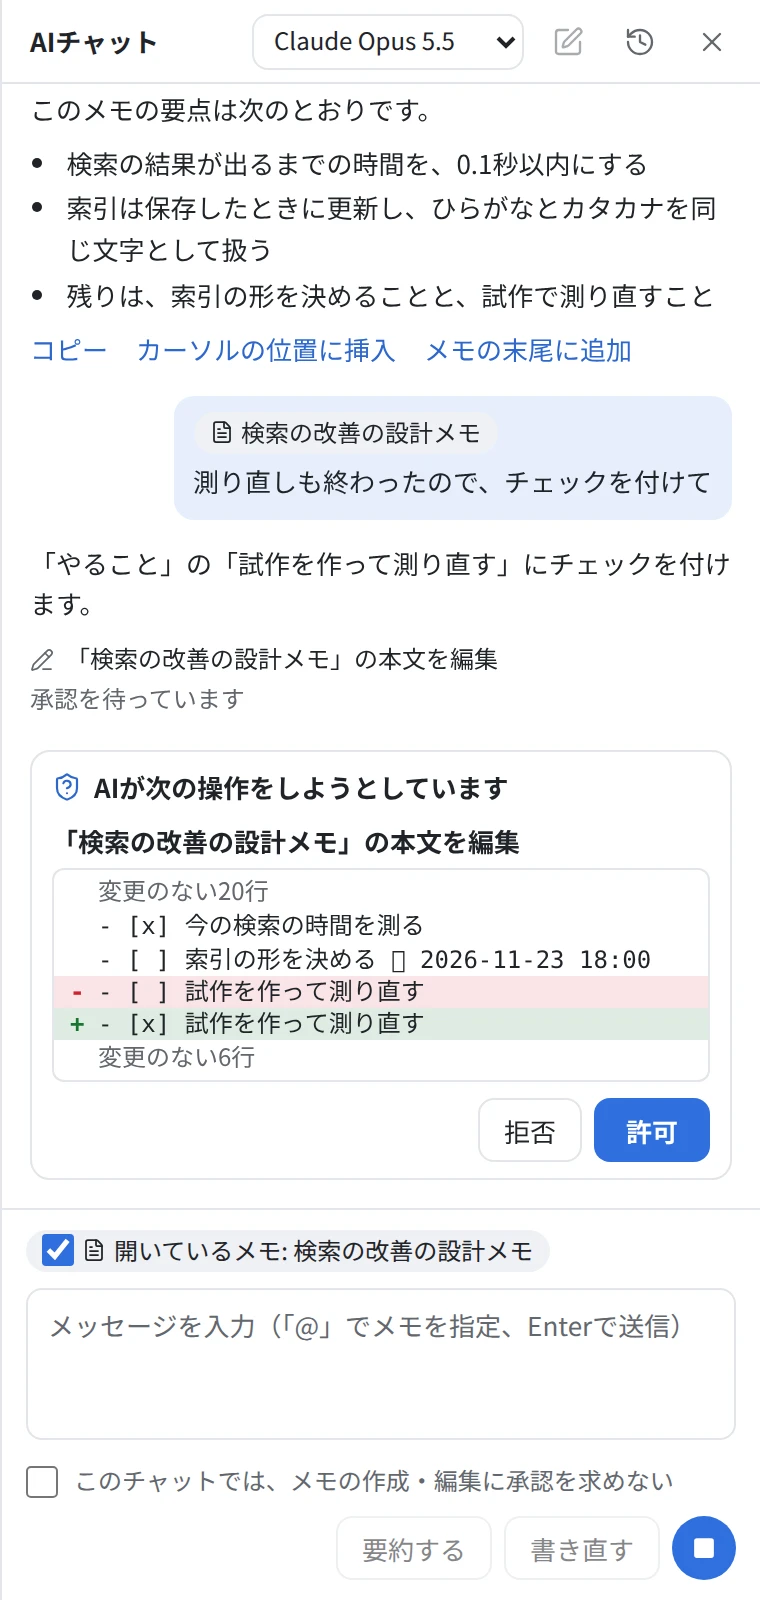 AIチャット
Claude Opus 5.5
このメモの要点は次のとおりです。
検索の結果が出るまでの時間を、0.1秒以内にする
索引は保存したときに更新し、ひらがなとカタカナを同
じ文字として扱う
残りは、索引の形を決めることと、試作で測り直すこと
コピー カーソルの位置に挿入 メモの末尾に追加
検索の改善の設計メモ
測り直しも終わったので、チェックを付けて
「やること」の「試作を作って測り直す」にチェックを付け
ます。
「検索の改善の設計メモ」の本文を編集
承認を待っています
AIが次の操作をしようとしています
「検索の改善の設計メモ」の本文を編集
変更のない20行
- [x] 今の検索の時間を測る
- [ ] 索引の形を決める 2026-11-23 18:00
- - [ ] 試作を作って測り直す
+ - [x] 試作を作って測り直す
変更のない6行
拒否 許可
開いているメモ: 検索の改善の設計メモ
メッセージを入力（「@」でメモを指定、Enterで送信）
このチャットでは、メモの作成・編集に承認を求めない
要約する 書き直す